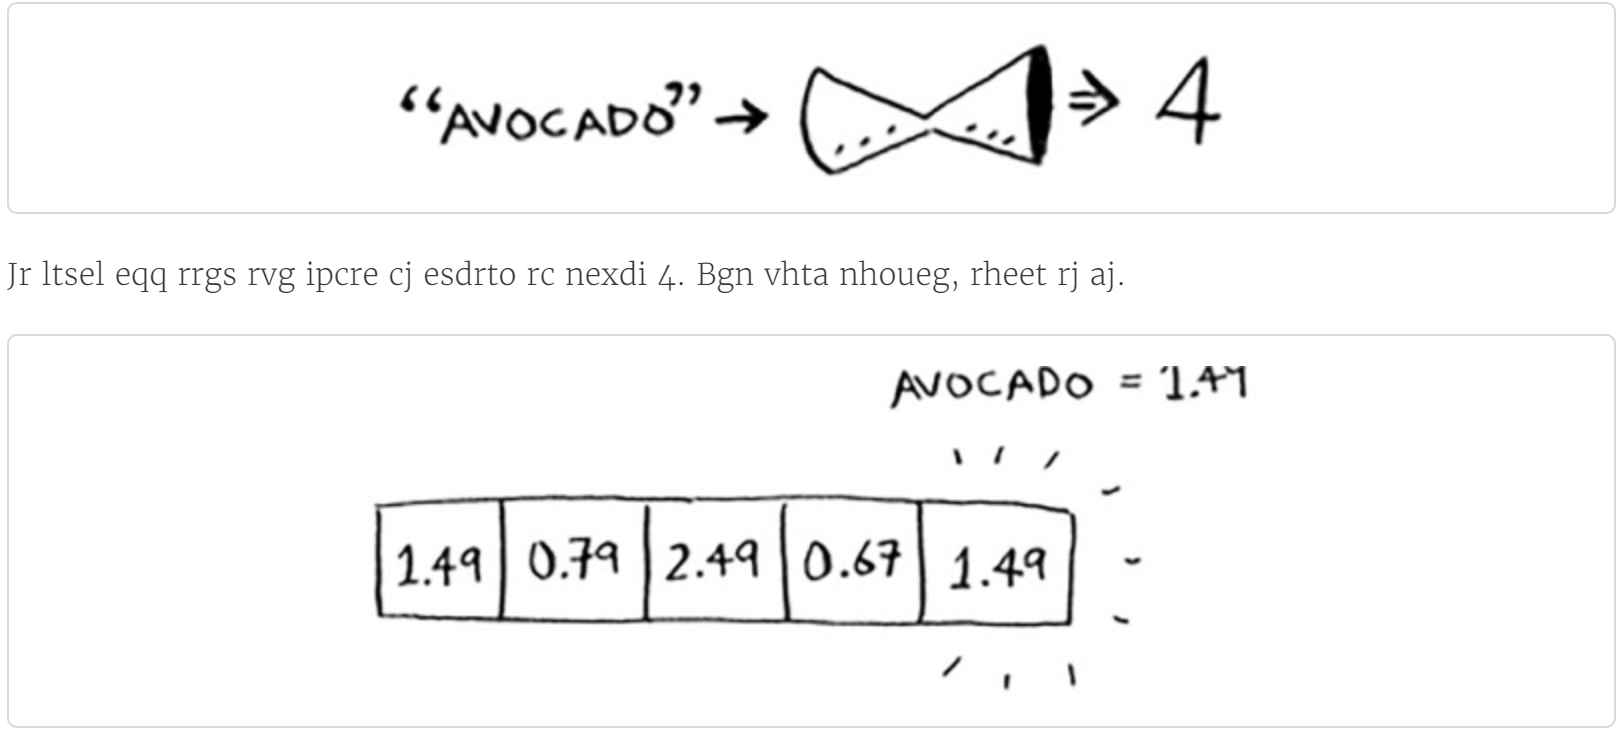 “AVOCADO” → ⇒ 4
Jr ltsel eqq rrgs rvg ipcre cj esdrto rc nexdi 4. Bgn vhta nhoueg, rheet rj aj.
AVOCADO = 1.49
1.49 0.79 2.49 0.67 1.49